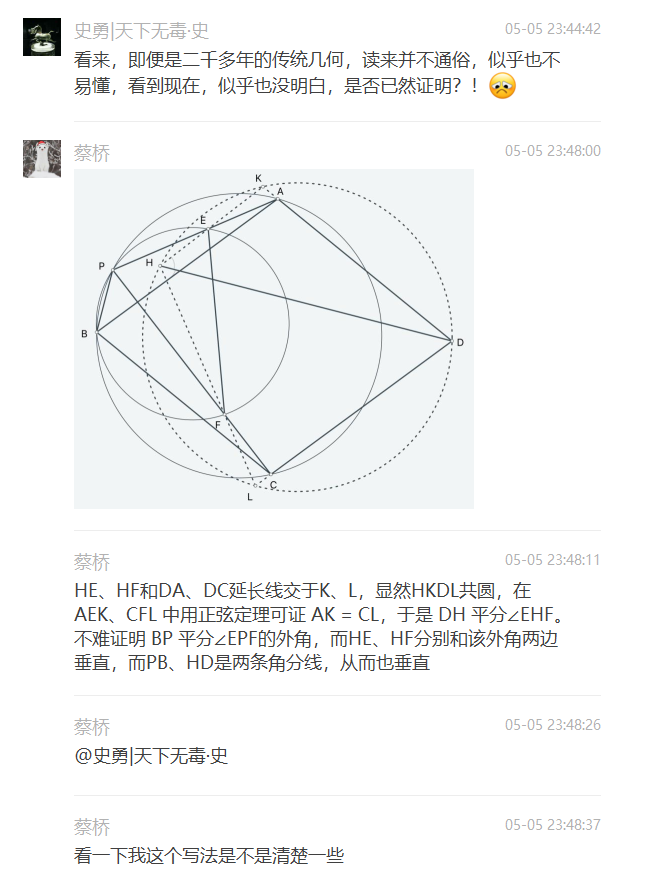 史勇|天下无毒·史
05-05 23:44:42
看来，即便是二千多年的传统几何，读来并不通俗，似乎也不
易懂，看到现在，似乎也没明白，是否已然证明？！
蔡桥
05-05 23:48:00
K
A
E
P
H
B
D
F
C
L
蔡桥
05-05 23:48:11
HE、HF和DA、DC延长线交于K、L，显然HKDL共圆，在
AEK、CFL 中用正弦定理可证 AK = CL，于是 DH 平分∠EHF。
不难证明 BP 平分∠EPF的外角，而HE、HF分别和该外角两边
垂直，而PB、HD是两条角分线，从而也垂直
蔡桥
05-05 23:48:26
@史勇|天下无毒·史
蔡桥
05-05 23:48:37
看一下我这个写法是不是清楚一些